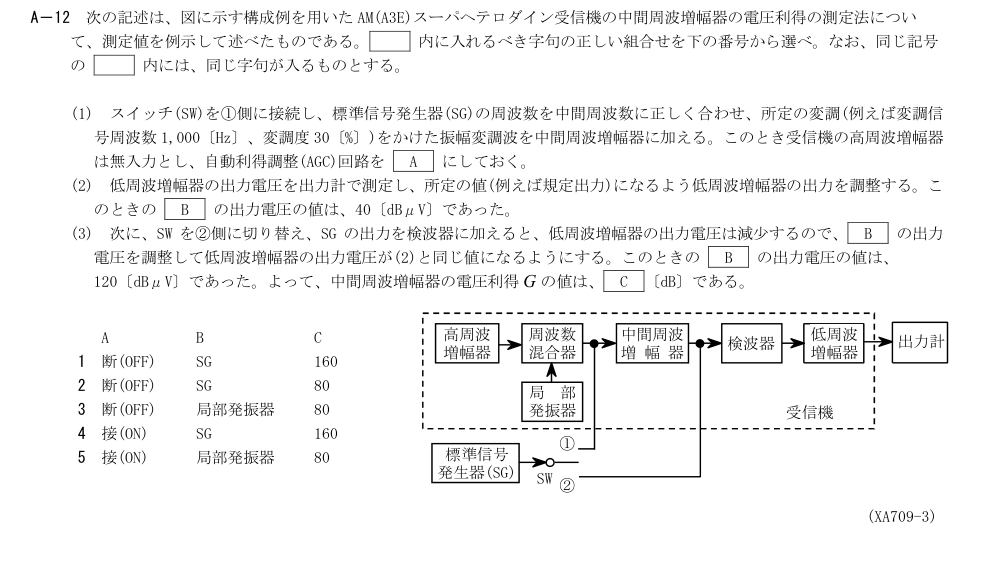 A-12 次の記述は、図に示す構成例を用いた AM(A3E)スーパヘテロダイン受信機の中間周波増幅器の電圧利得の測定法につい
て、測定値を例示して述べたものである。 内に入れるべき字句の正しい組合せを下の番号から選べ。なお、同じ記号
の 内には、同じ字句が入るものとする。
(1) スイッチ(SW)を①側に接続し、標準信号発生器(SG)の周波数を中間周波数に正しく合わせ、所定の変調(例えば変調信
号周波数 1,000〔Hz〕、変調度 30〔%〕)をかけた振幅変調波を中間周波増幅器に加える。このとき受信機の高周波増幅器
は無入力とし、自動利得調整(AGC)回路を A にしておく。
(2) 低周波増幅器の出力電圧を出力計で測定し、所定の値(例えば規定出力)になるよう低周波増幅器の出力を調整する。こ
のときの B の出力電圧の値は、40〔dBμV〕であった。
(3) 次に、SW を②側に切り替え、SG の出力を検波器に加えると、低周波増幅器の出力電圧は減少するので、 B の出力
電圧を調整して低周波増幅器の出力電圧が(2)と同じ値になるようにする。このときの B の出力電圧の値は、
120〔dBμV〕であった。よって、中間周波増幅器の電圧利得 G の値は、 C 〔dB〕である。
A B C
1 断(OFF) SG 160
2 断(OFF) SG 80
3 断(OFF) 局部発振器 80
4 接(ON) SG 160
5 接(ON) 局部発振器 80
高周波
増幅器
周波数
混合器
中間周波
増幅器
検波器
低周波
増幅器
出力計
局部
発振器
受信機
①
標準信号
発生器(SG)
SW
②
(XA709-3)